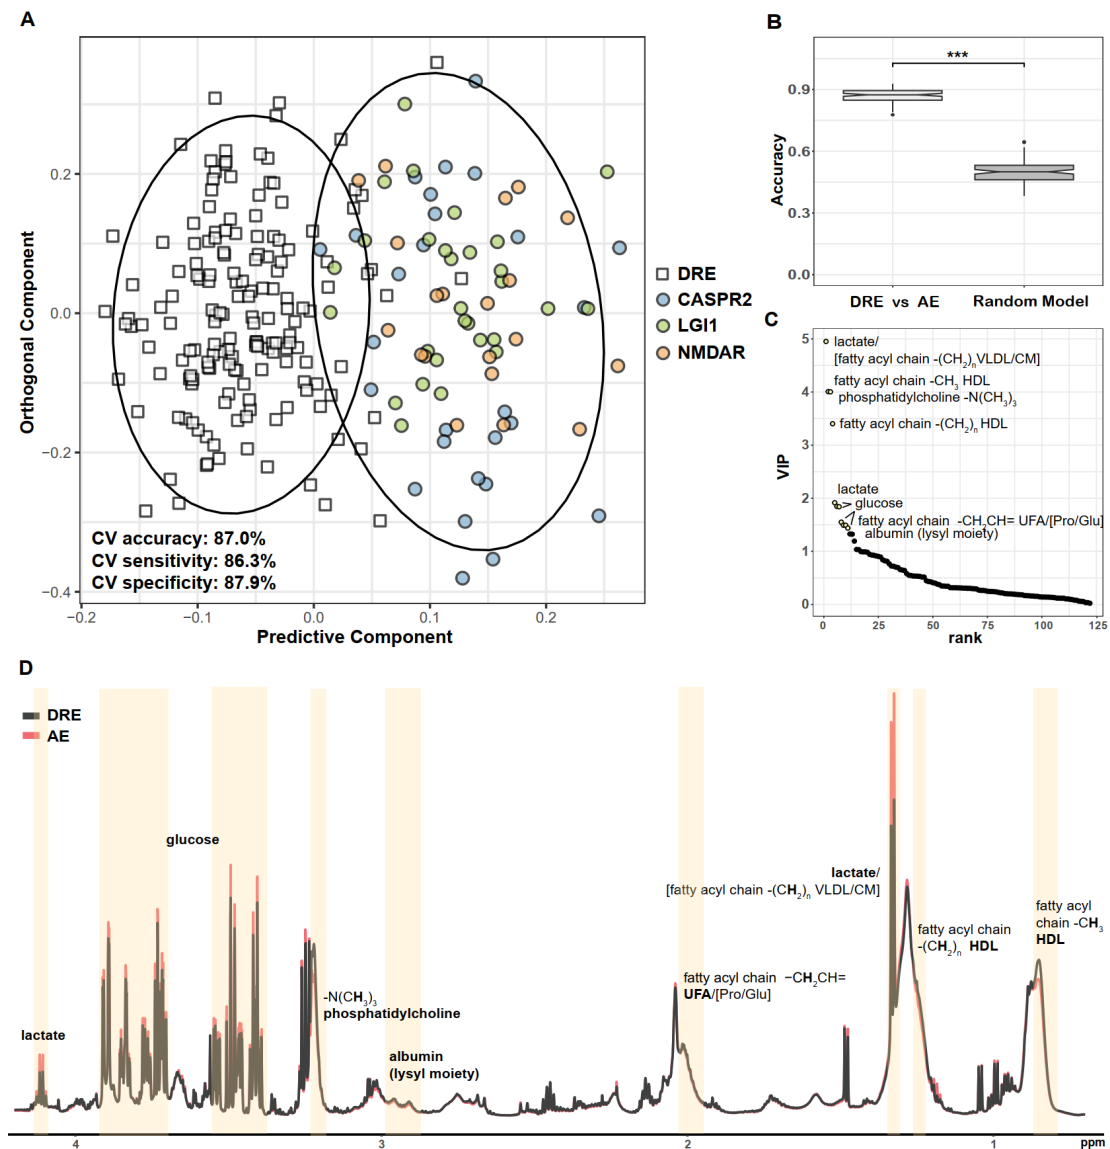 A
Orthogonal Component
0.2
0.0
−0.2
−0.4
−0.2
−0.1
0.0
0.1
0.2
Predictive Component
CV accuracy: 87.0%
CV sensitivity: 86.3%
CV specificity: 87.9%
DRE
CASPR2
LGI1
NMDAR
B
Accuracy
0.9
0.6
0.3
0.0
***
DRE vs AE
Random Model
C
VIP
5
4
3
2
1
0
0
25
50
75
100
125
rank
lactate/
[fatty acyl chain -(CH2)n VLDL/CM]
fatty acyl chain -CH3 HDL
phosphatidylcholine -N(CH3)3
fatty acyl chain -(CH2)n HDL
lactate
glucose
fatty acyl chain -CH2CH= UFA/[Pro/Glu]
albumin (lysyl moiety)
D
DRE
AE
lactate
glucose
-N(CH3)3
phosphatidylcholine
albumin
(lysyl moiety)
fatty acyl chain −CH2CH=
UFA/[Pro/Glu]
lactate/
[fatty acyl chain -(CH2)n VLDL/CM]
fatty acyl chain
-(CH2)n HDL
fatty acyl
chain -CH3
HDL
4
3
2
1
ppm